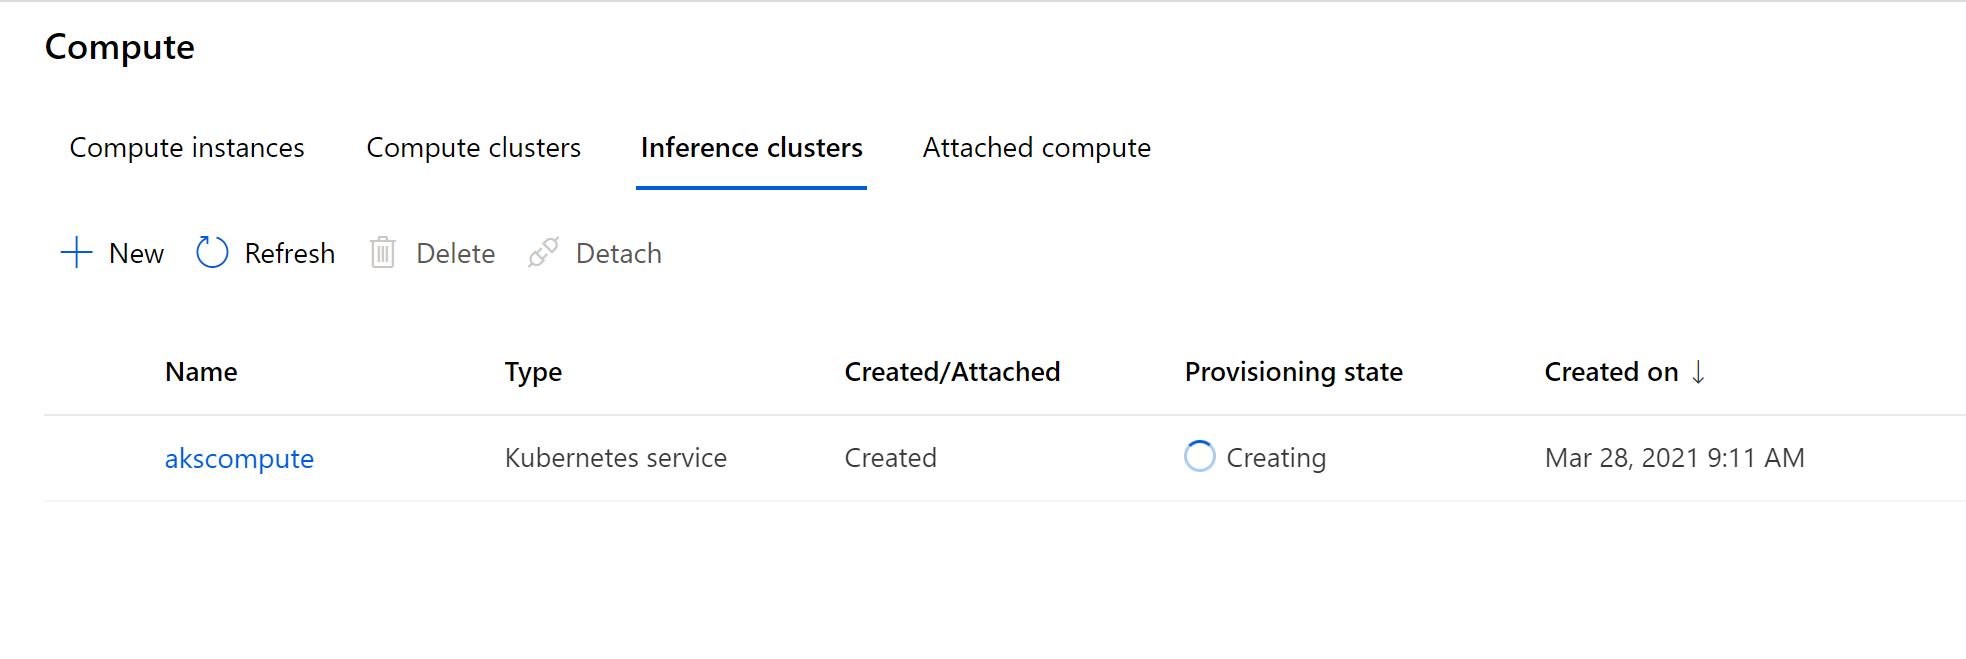 Compute
Compute instances Compute clusters Inference clusters Attached compute
New Refresh Delete Detach
Name Type Created/Attached Provisioning state Created on ↓
akscompute Kubernetes service Created Creating Mar 28, 2021 9:11 AM